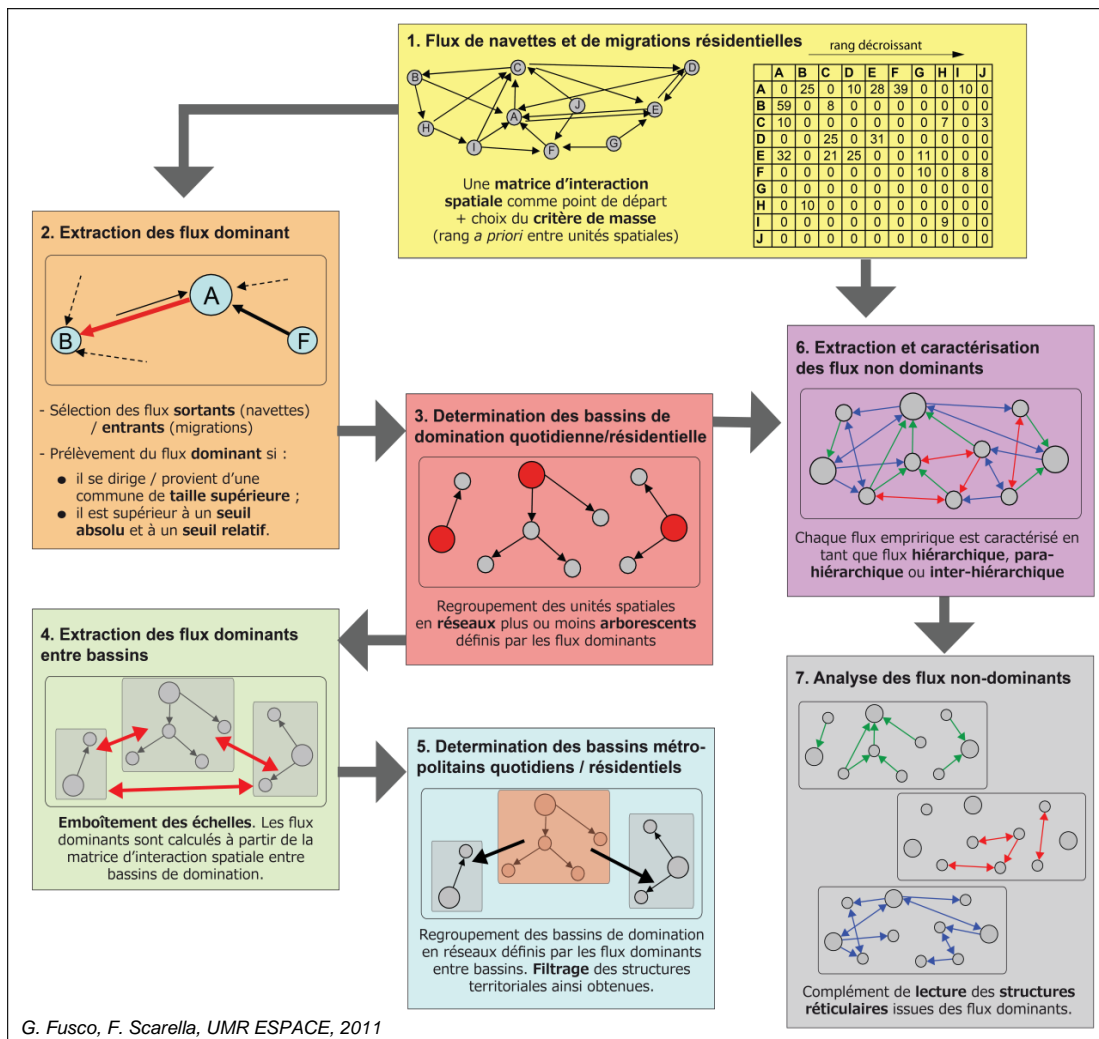 1. Flux de navettes et de migrations résidentielles
rang décroissant
B
C
D
A
J
E
H
I
F
G
A B C D E F G H I J
A 0 25 0 10 28 39 0 0 10 0
B 59 0 8 0 0 0 0 0 0 0
C 10 0 0 0 0 0 0 7 0 3
D 0 0 25 0 31 0 0 0 0 0
E 32 0 21 25 0 0 11 0 0 0
F 0 0 0 0 0 0 10 0 8 8
G 0 0 0 0 0 0 0 0 0 0
H 0 10 0 0 0 0 0 0 0 0
I 0 0 0 0 0 0 0 9 0 0
J 0 0 0 0 0 0 0 0 0 0
Une matrice d'interaction
spatiale comme point de départ
+ choix du critère de masse
(rang a priori entre unités spatiales)
2. Extraction des flux dominant
A
B
F
- Sélection des flux sortants (navettes)
/ entrants (migrations)
- Prélèvement du flux dominant si :
● il se dirige / provient d'une
commune de taille supérieure ;
● il est supérieur à un seuil
absolu et à un seuil relatif.
3. Determination des bassins de
domination quotidienne/résidentielle
Regroupement des unités spatiales
en réseaux plus ou moins arborescents
définis par les flux dominants
6. Extraction et caractérisation
des flux non dominants
Chaque flux empririque est caractérisé en
tant que flux hiérarchique, para-
hiérarchique ou inter-hiérarchique
4. Extraction des flux dominants
entre bassins
Emboîtement des échelles. Les flux
dominants sont calculés à partir de la
matrice d'interaction spatiale entre
bassins de domination.
5. Determination des bassins métro-
politains quotidiens / résidentiels
Regroupement des bassins de domination
en réseaux définis par les flux dominants
entre bassins. Filtrage des structures
territoriales ainsi obtenues.
7. Analyse des flux non-dominants
Complément de lecture des structures
réticulaires issues des flux dominants.
G. Fusco, F. Scarella, UMR ESPACE, 2011